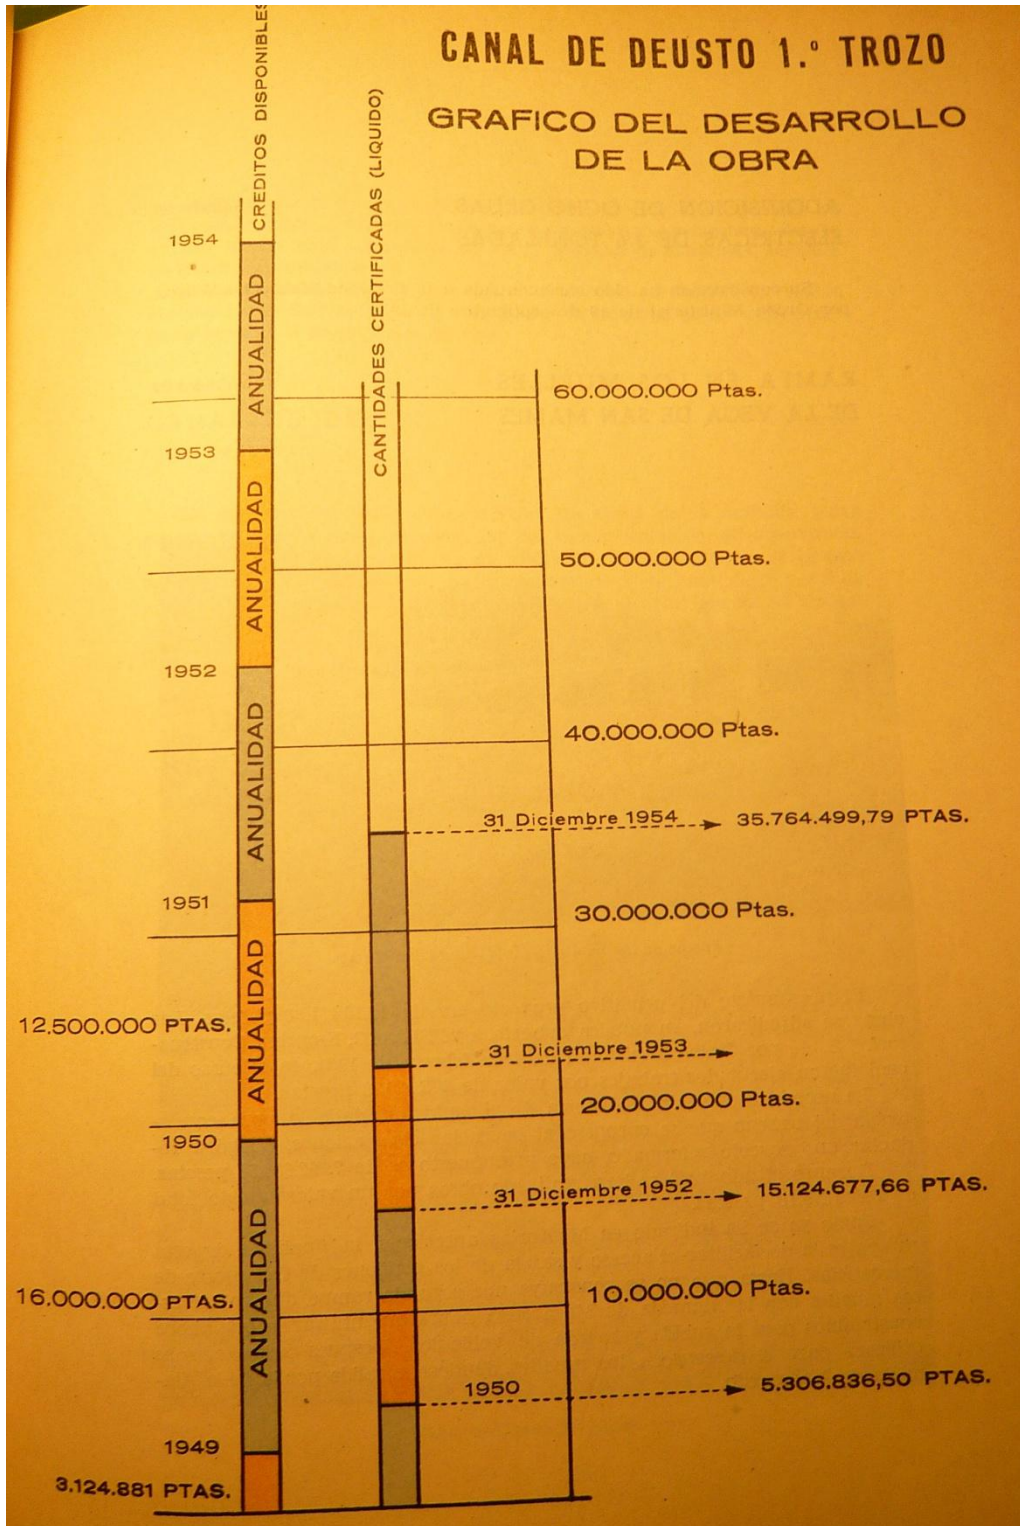 CANAL DE DEUSTO 1.º TROZO
GRAFICO DEL DESARROLLO
DE LA OBRA
CREDITOS DISPONIBLES
CANTIDADES CERTIFICADAS (LIQUIDO)
1954
ANUALIDAD
60.000.000 Ptas.
1953
ANUALIDAD
50.000.000 Ptas.
1952
ANUALIDAD
40.000.000 Ptas.
31 Diciembre 1954
35.764.499,79 PTAS.
1951
30.000.000 Ptas.
ANUALIDAD
12.500.000 PTAS.
31 Diciembre 1953
20.000.000 Ptas.
1950
31 Diciembre 1952
15.124.677,66 PTAS.
ANUALIDAD
16.000.000 PTAS.
10.000.000 Ptas.
1950
5.306.836,50 PTAS.
1949
3.124.881 PTAS.